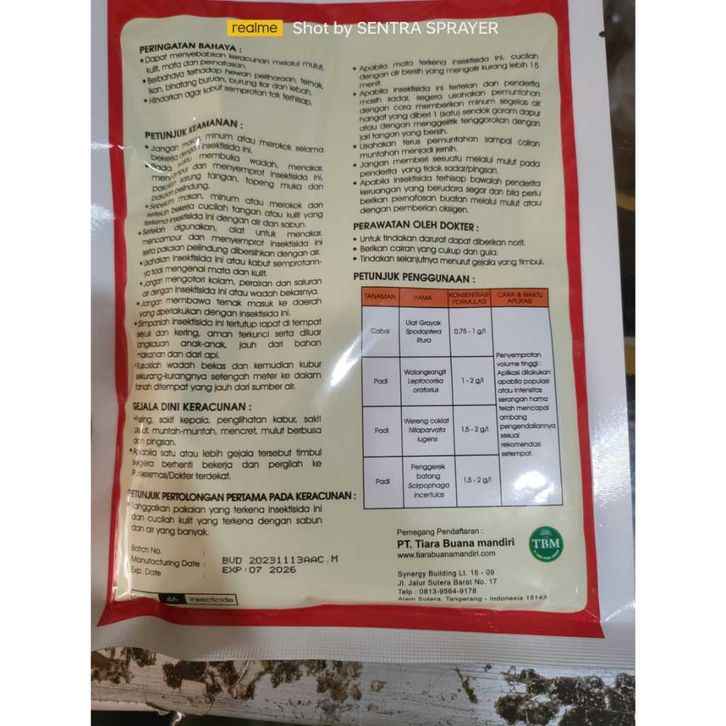 realme Shot by SENTRA SPRAYER
PERINGATAN BAHAYA :
• Dapat menyebabkan keracunan melalui mulut,
kulit, mata dan pernafasan.
• Berbahaya terhadap hewan peliharaan, ternak,
ikan, binatang buruan, burung liar dan lebah.
• Hindarkan agar kabut semprotan tak terhisap.
PETUNJUK KEAMANAN :
• Jangan makan, minum atau merokok selama
bekerja dengan insektisida ini.
• Pada waktu membuka wadah, menakar,
mencampur dan menyemprot insektisida ini,
pakailah sarung tangan, topeng muka dan
pakaian pelindung.
• Sebelum makan, minum atau merokok dan
setelah bekerja cucilah tangan atau kulit yang
terkena insektisida ini dengan air dan sabun.
• Setelah digunakan, alat untuk menakar,
mencampur dan menyemprot insektisida ini
serta pakaian pelindung dibersihkan dengan air.
• Usahakan insektisida ini atau kabut semprotann-
ya tidak mengenai mata dan kulit.
• Jangan mengotori kolam, perairan dan saluran
air dengan insektisida ini atau wadah bekasnya.
• Jangan membawa ternak masuk ke daerah
yang diperlakukan dengan insektisida ini.
• Simpanlah insektisida ini tertutup rapat di tempat
sejuk dan kering, aman terkunci serta diluar
jangkauan anak-anak, jauh dari bahan
makanan dan dari api.
• Rusaklah wadah bekas dan kemudian kubur
sekurang-kurangnya setengah meter ke dalam
tanah ditempat yang jauh dari sumber air.
GEJALA DINI KERACUNAN :
• Pusing, sakit kepala, penglihatan kabur, sakit
perut, muntah-muntah, mencret, mulut berbusa
dan pingsan.
• Apabila satu atau lebih gejala tersebut timbul
segera berhenti bekerja dan pergilah ke
Puskesmas/Dokter terdekat.
PETUNJUK PERTOLONGAN PERTAMA PADA KERACUNAN :
• Tanggalkan pakaian yang terkena insektisida ini
dan cucilah kulit yang terkena dengan sabun
dan air yang banyak.
Batch No. :
Manufacturing Date : BVD 20231113AAC.M
Exp. Date : EXP:07 2026
4A Insecticide
• Apabila mata terkena insektisida ini, cucilah
dengan air bersih yang mengalir kurang lebih 15
menit.
• Apabila insektisida ini tertelan dan penderita
masih sadar, segera usahakan pemuntahan
dengan cara memberikan minum segelas air
hangat yang diberi 1 (satu) sendok garam dapur
atau dengan menggelitik tenggorokan dengan
jari tangan yang bersih.
• Usahakan terus pemuntahan sampai cairan
muntahan menjadi jernih.
• Jangan memberi sesuatu melalui mulut pada
penderita yang tidak sadar/pingsan.
• Apabila insektisida terhisap bawalah penderita
keruangan yang berudara segar dan bila perlu
berikan pernafasan buatan melalui mulut atau
dengan pemberian oksigen.
PERAWATAN OLEH DOKTER :
• Untuk tindakan darurat dapat diberikan norit.
• Berikan cairan yang cukup dan gula.
• Tindakan selanjutnya menurut gejala yang timbul.
PETUNJUK PENGGUNAAN :
TANAMAN HAMA KONSENTRASI FORMULASI CARA & WAKTU APLIKASI
Cabai Ulat Grayak Spodoptera litura 0,75 - 1 g/l
Padi Walangsangit Leptocorixa oratorius 1 - 2 g/l
Padi Wereng coklat Nilaparvata lugens 1,5 - 2 g/l
Padi Penggerek batang Scirpophaga incertulas 1,5 - 2 g/l
Penyemprotan
volume tinggi :
Aplikasi dilakukan
apabila populasi
atau intensitas
serangan hama
telah mencapai
ambang
pengendaliannya
sesuai
rekomendasi
setempat.
Pemegang Pendaftaran :
PT. Tiara Buana mandiri
www.tiarabuanamandiri.com
TBM
Synergy Building Lt. 16 - 09
Jl. Jalur Sutera Barat No. 17
Telp : 0813-9564-9178
Alam Sutera, Tangerang - Indonesia 15143